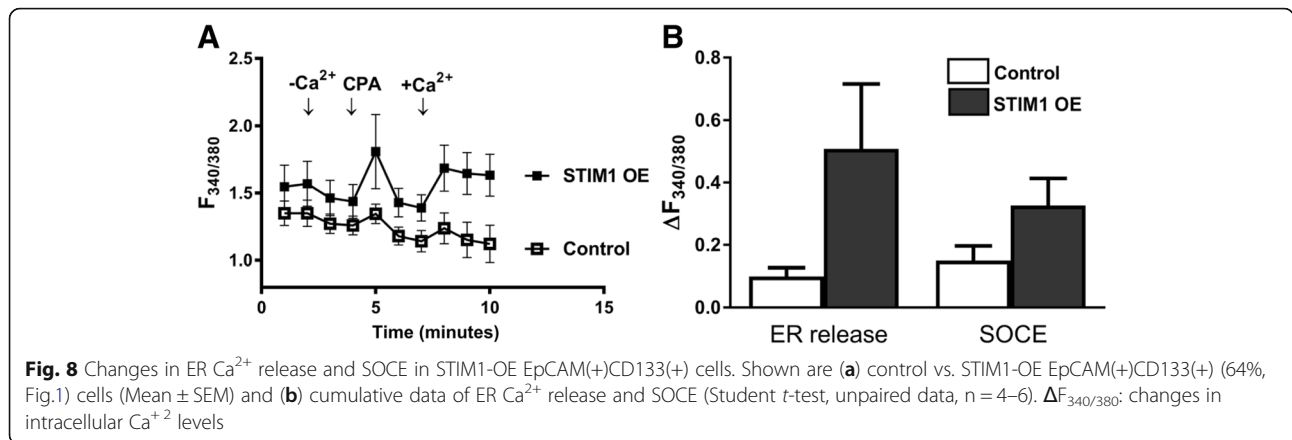 A
B
2.5
2.0
1.5
1.0
F340/380
-Ca2+ CPA +Ca2+
↓ ↓ ↓
STIM1 OE
Control
0 5 10 15
Time (minutes)
0.8
0.6
0.4
0.2
0.0
ΔF340/380
Control
STIM1 OE
ER release SOCE
Fig. 8 Changes in ER Ca2+ release and SOCE in STIM1-OE EpCAM(+)CD133(+) cells. Shown are (a) control vs. STIM1-OE EpCAM(+)CD133(+) (64%,
Fig.1) cells (Mean ± SEM) and (b) cumulative data of ER Ca2+ release and SOCE (Student t-test, unpaired data, n = 4–6). ΔF340/380: changes in
intracellular Ca+ 2 levels